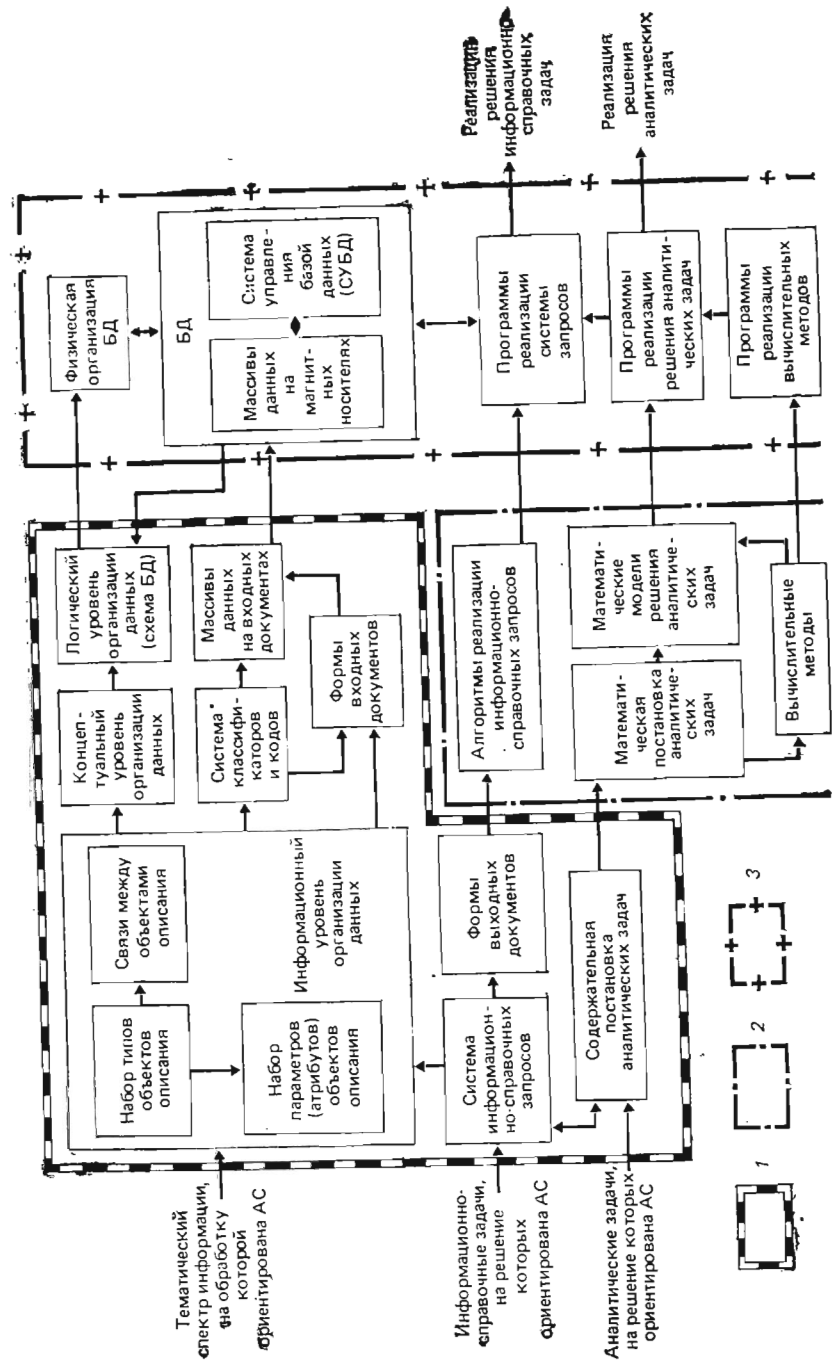 Тематический
спектр информации,
на обработку
которой
ориентирована АС
Информационно-
справочные задачи,
на решение
которых
ориентирована АС
Аналитические задачи,
на решение которых
ориентирована АС
Набор типов
объектов
описания
Связи между
объектами
описания
Набор
параметров
(атрибутов)
объектов
описания
Информационный
уровень
организации
данных
Система
информацион-
но-справочных
запросов
Формы
выходных
документов
Содержательная
постановка
аналитических задач
Концеп-
туальный
уровень
организации
данных
Логический
уровень
организации
данных
(схема БД)
Система
классифи-
каторов
и кодов
Массивы
данных
на входных
документах
Формы
входных
документов
Алгоритмы реализации
информационно-
справочных запросов
Математи-
ческая
постановка
аналитиче-
ских задач
Математи-
ческие
модели
решения
аналитиче-
ских
задач
Вычислительные
методы
Физическая
организация
БД
БД
Массивы
данных
на
магнит-
ных
носителях
Система
управле-
ния
базой
данных
(СУБД)
Программы
реализации
системы
запросов
Программы
реализации
решения аналити-
ческих задач
Программы
реализации
вычислительных
методов
Реализация
решения
информационно-
справочных
задач
Реализация
решения
аналитических
задач
1
2
3